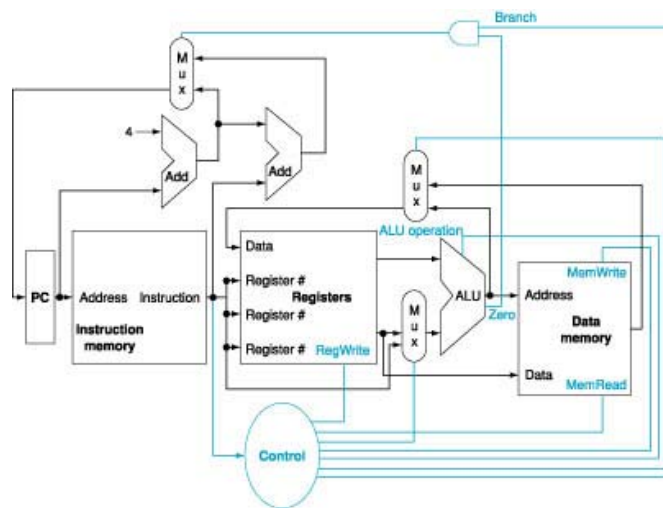 Branch
M
u
x
4
Add
Add
M
u
x
Data
ALU operation
PC
Address
Instruction
Instruction
memory
Register #
Registers
Register #
Register #
RegWrite
M
u
x
ALU
Zero
MemWrite
Address
Data
memory
Data
MemRead
Control